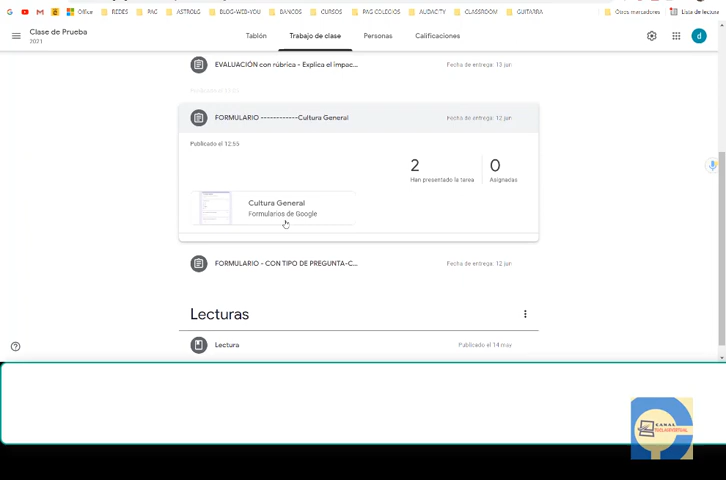 Office
REDES
PAG
ASTROLG
BLOG-WEB-YOU
BANCOS
CURSOS
PAG COLEGIOS
AUDACITY
CLASSROOM
GUITARRA
Otros marcadores
Lista de lectura
Clase de Prueba
2021
Tablón
Trabajo de clase
Personas
Calificaciones
d
EVALUACIÓN con rúbrica - Explica el impac...
Fecha de entrega: 13 jun
FORMULARIO ------------Cultura General
Fecha de entrega: 12 jun
Publicado el 12:55
2
0
Han presentado la tarea
Asignadas
Cultura General
Formularios de Google
FORMULARIO - CON TIPO DE PREGUNTA-C...
Fecha de entrega: 12 jun
Lecturas
Lectura
Publicado el 14 may
CANAL